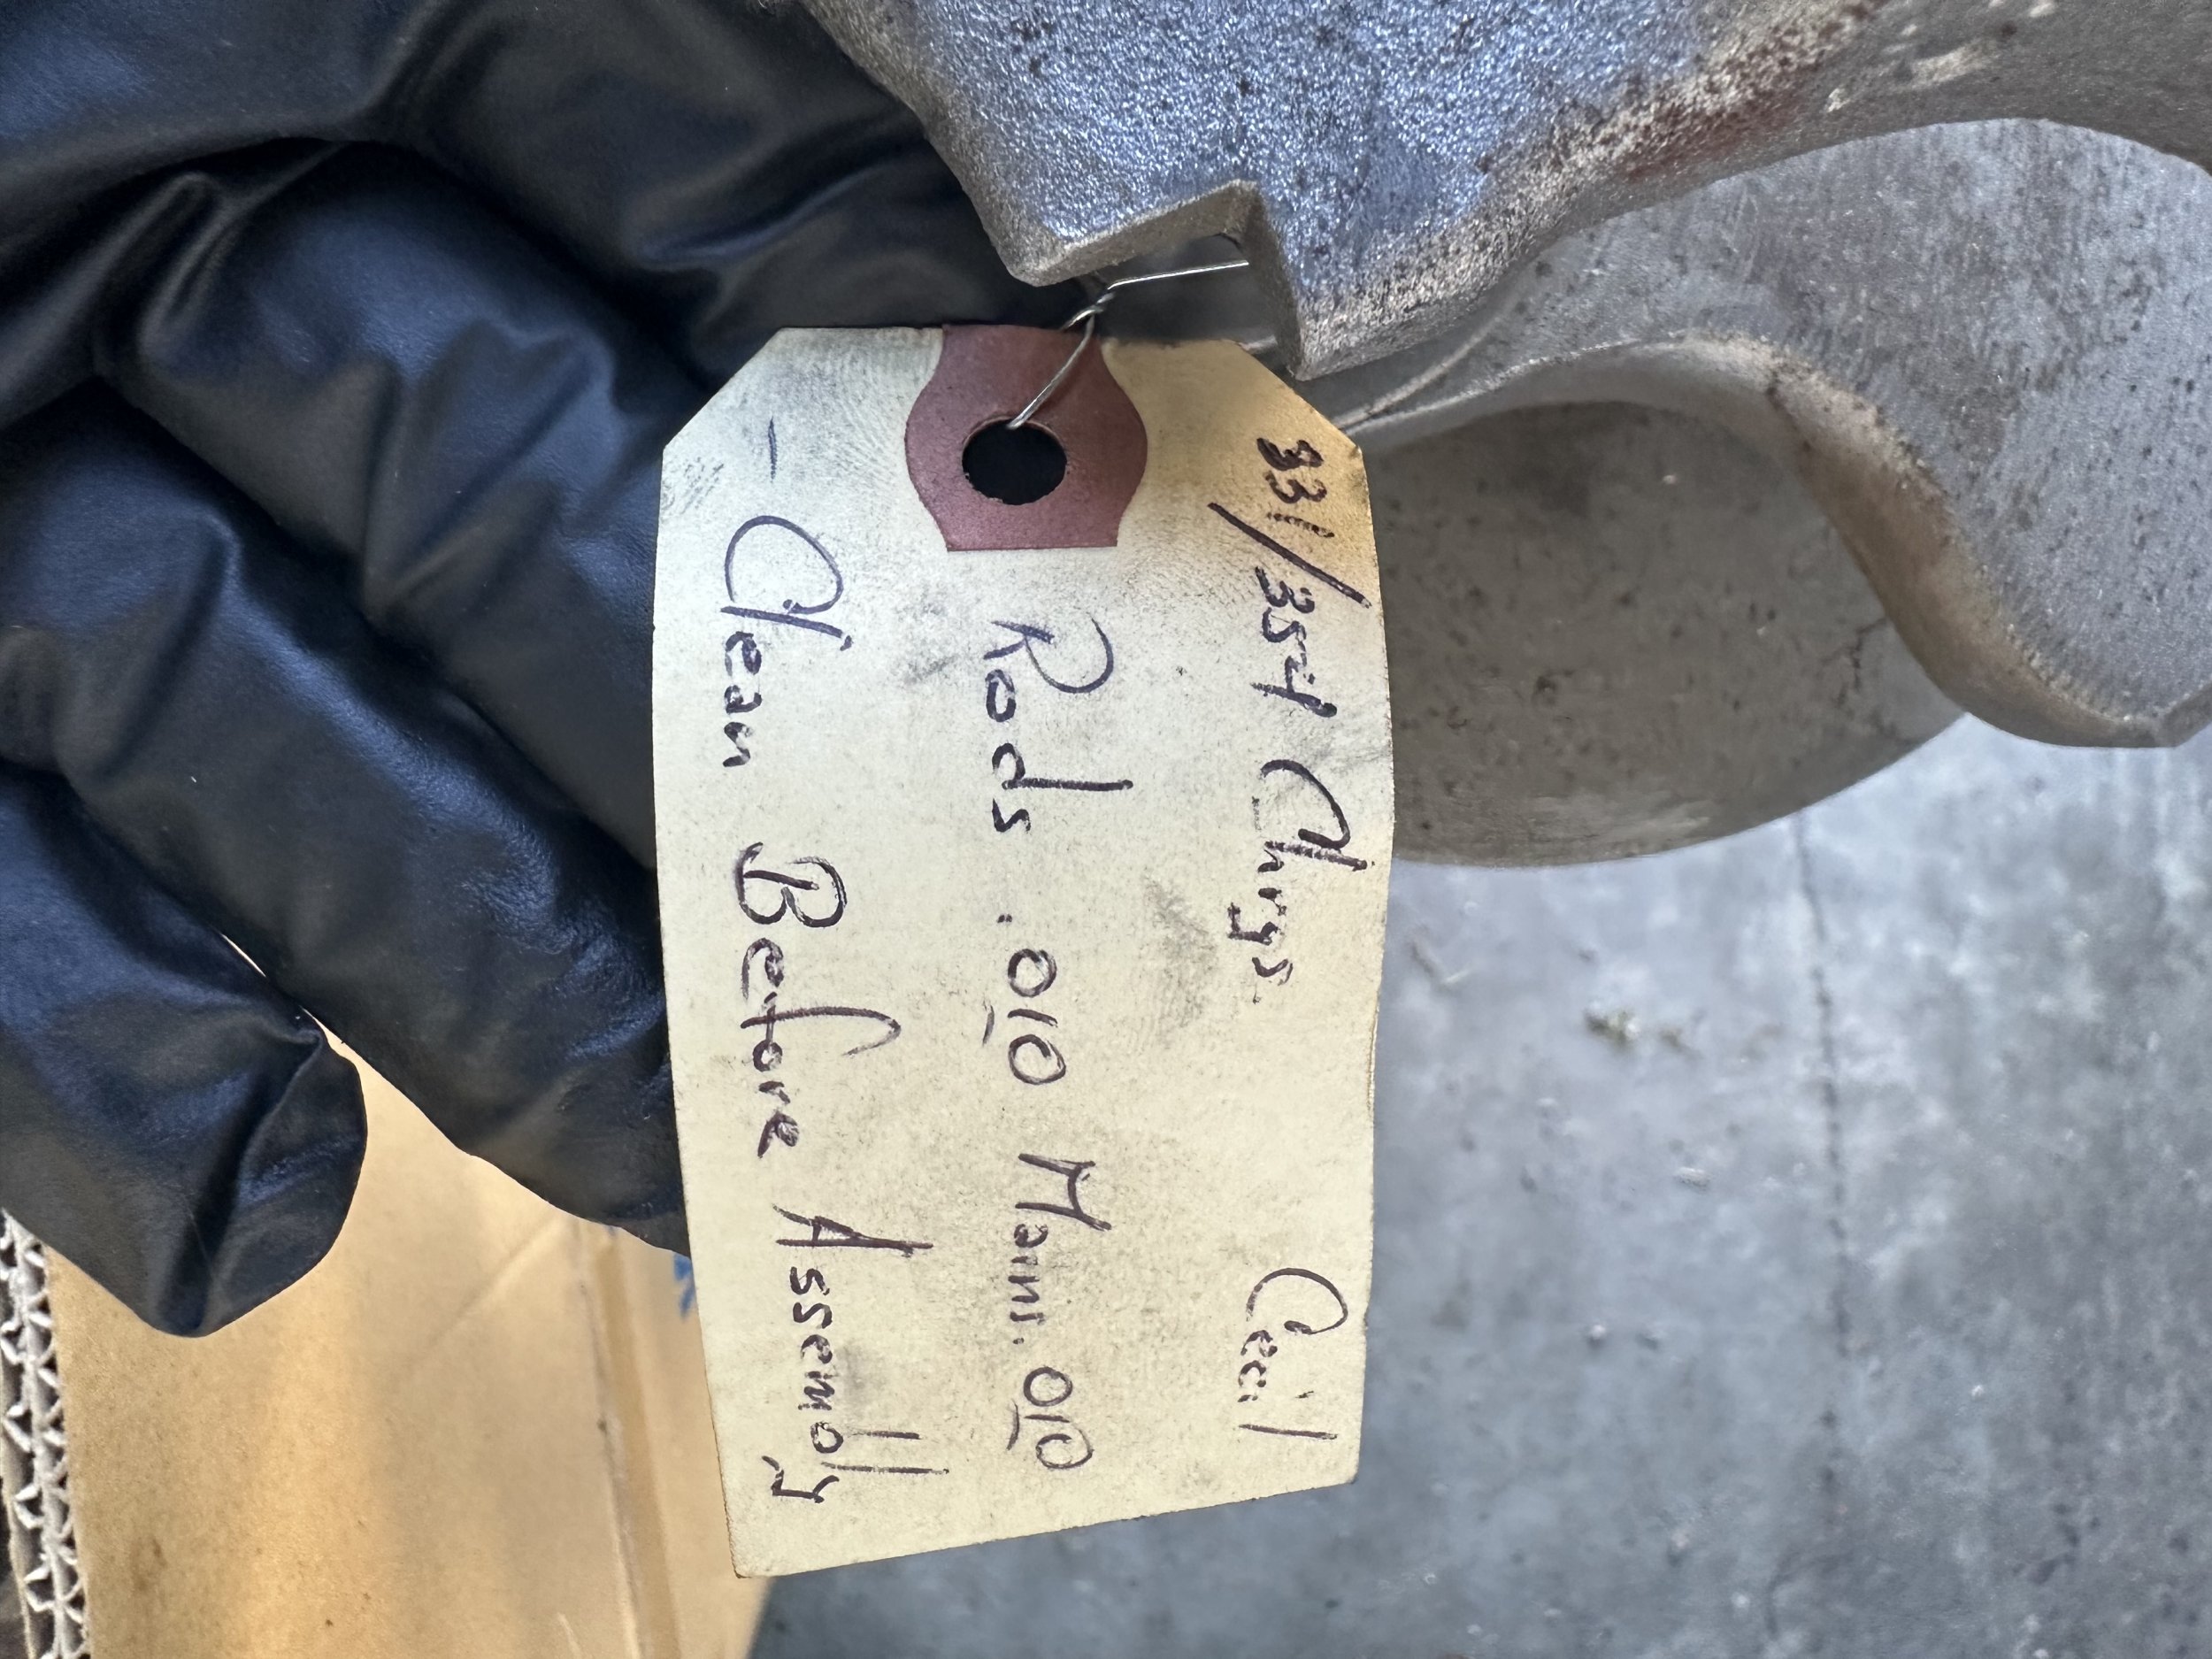 331/354 Chrys Cecil
Rods .010 Mains .010
- Clean Before Assembly